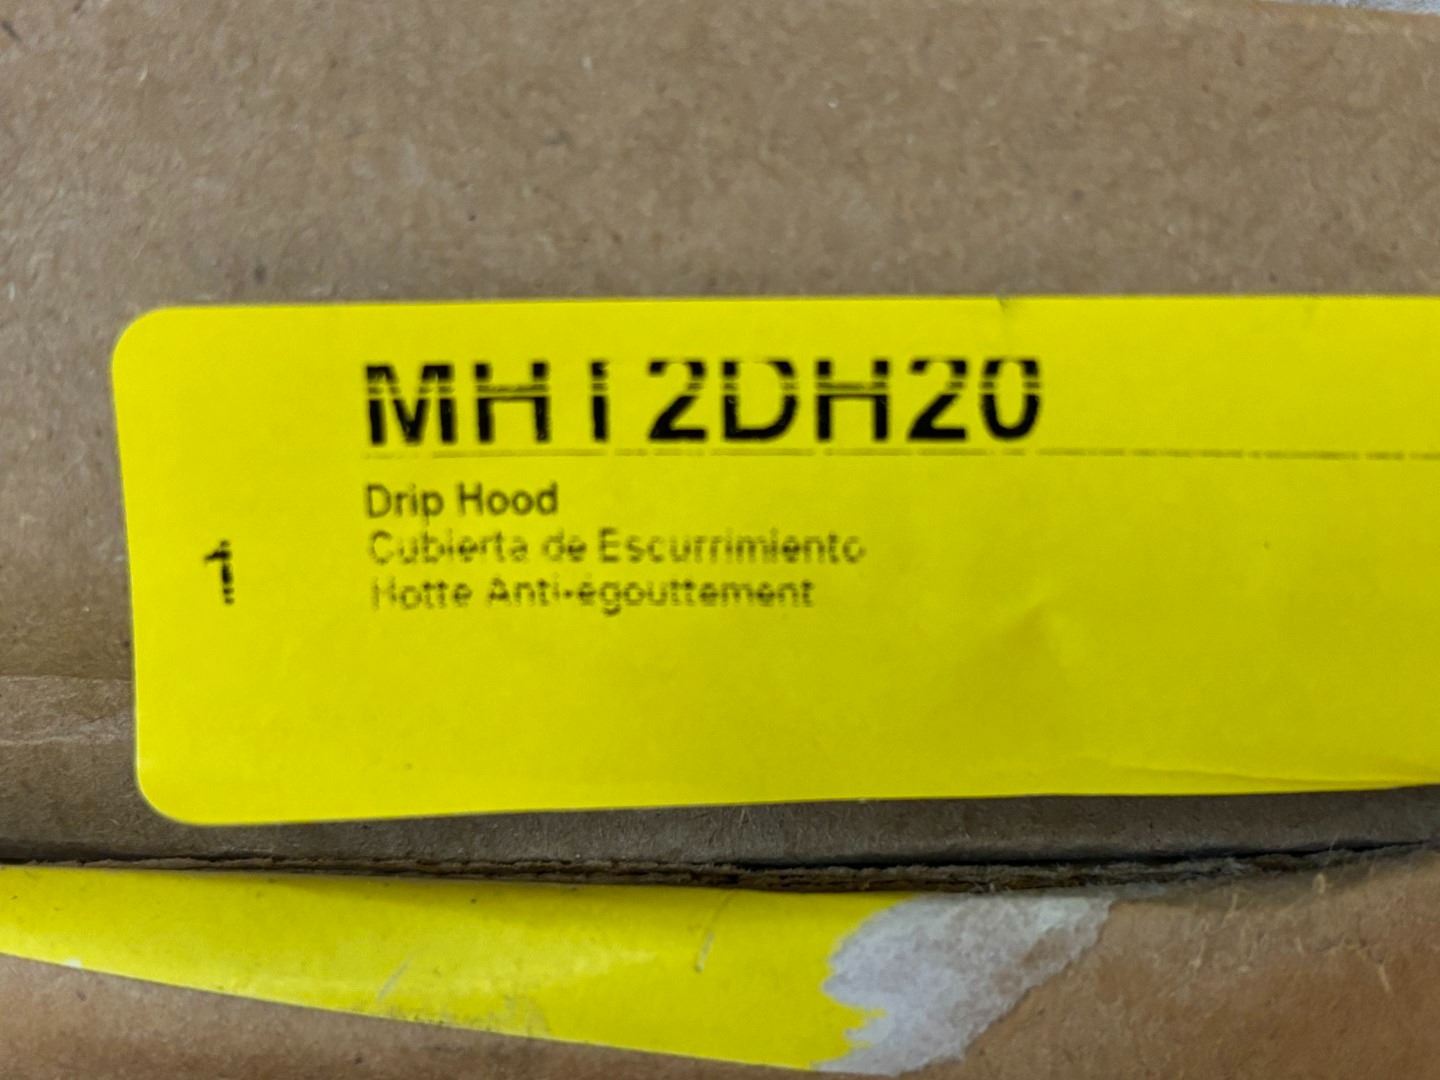 MH12DH20
Drip Hood
Cubierta de Escurrimiento
1
Hotte Anti-égouttement